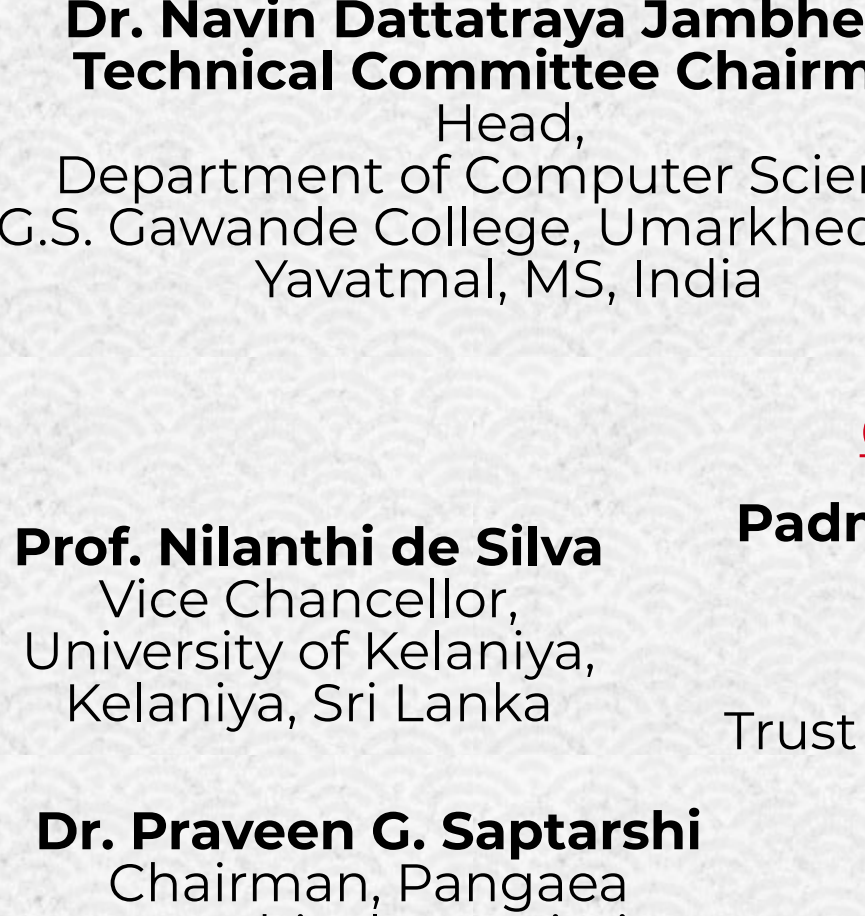 Dr. Navin Dattatraya Jambhe
Technical Committee Chairm
Head,
Department of Computer Scien
G.S. Gawande College, Umarkhed
Yavatmal, MS, India
Prof. Nilanthi de Silva
Vice Chancellor,
University of Kelaniya,
Kelaniya, Sri Lanka
Padm
Trust
Dr. Praveen G. Saptarshi
Chairman, Pangaea